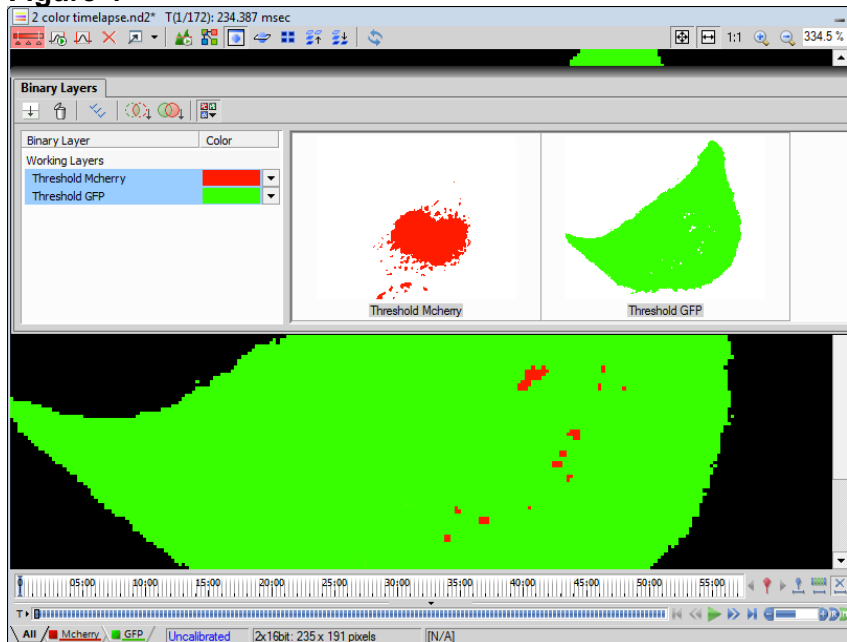 2 color timelapse.nd2* T(1/172): 234.387 msec
1:1 334.5 %
Binary Layers
Binary Layer Color
Working Layers
Threshold Mcherry
Threshold GFP
Threshold Mcherry Threshold GFP
0 05:00 10:00 15:00 20:00 25:00 30:00 35:00 40:00 45:00 50:00 55:00
T
All Mcherry GFP Uncalibrated 2x16bit: 235 x 191 pixels [N/A]